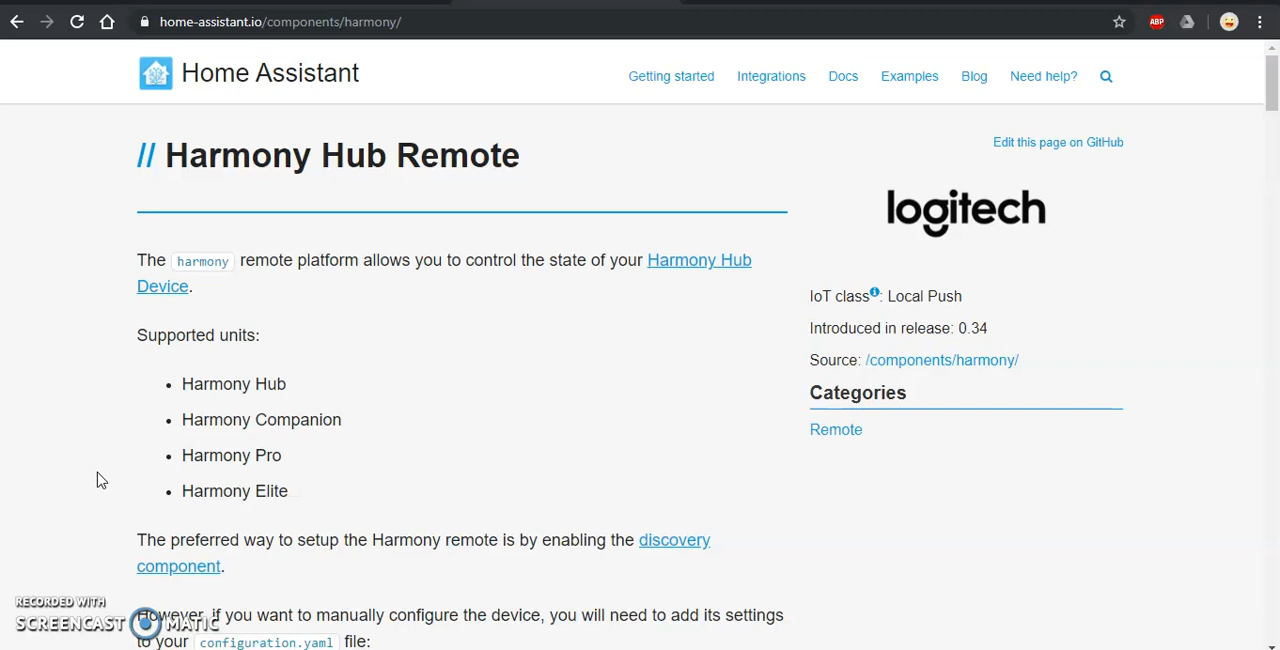 home-assistant.io/components/harmony/
ABP
Home Assistant
Getting started
Integrations
Docs
Examples
Blog
Need help?
// Harmony Hub Remote
Edit this page on GitHub
logitech
The harmony remote platform allows you to control the state of your Harmony Hub
Device.
Supported units:
• Harmony Hub
• Harmony Companion
• Harmony Pro
• Harmony Elite
The preferred way to setup the Harmony remote is by enabling the discovery
component.
However, if you want to manually configure the device, you will need to add its settings
to your configuration.yaml file:
IoT class: Local Push
Introduced in release: 0.34
Source: /components/harmony/
Categories
Remote
RECORDED WITH
SCREENCAST MATIC